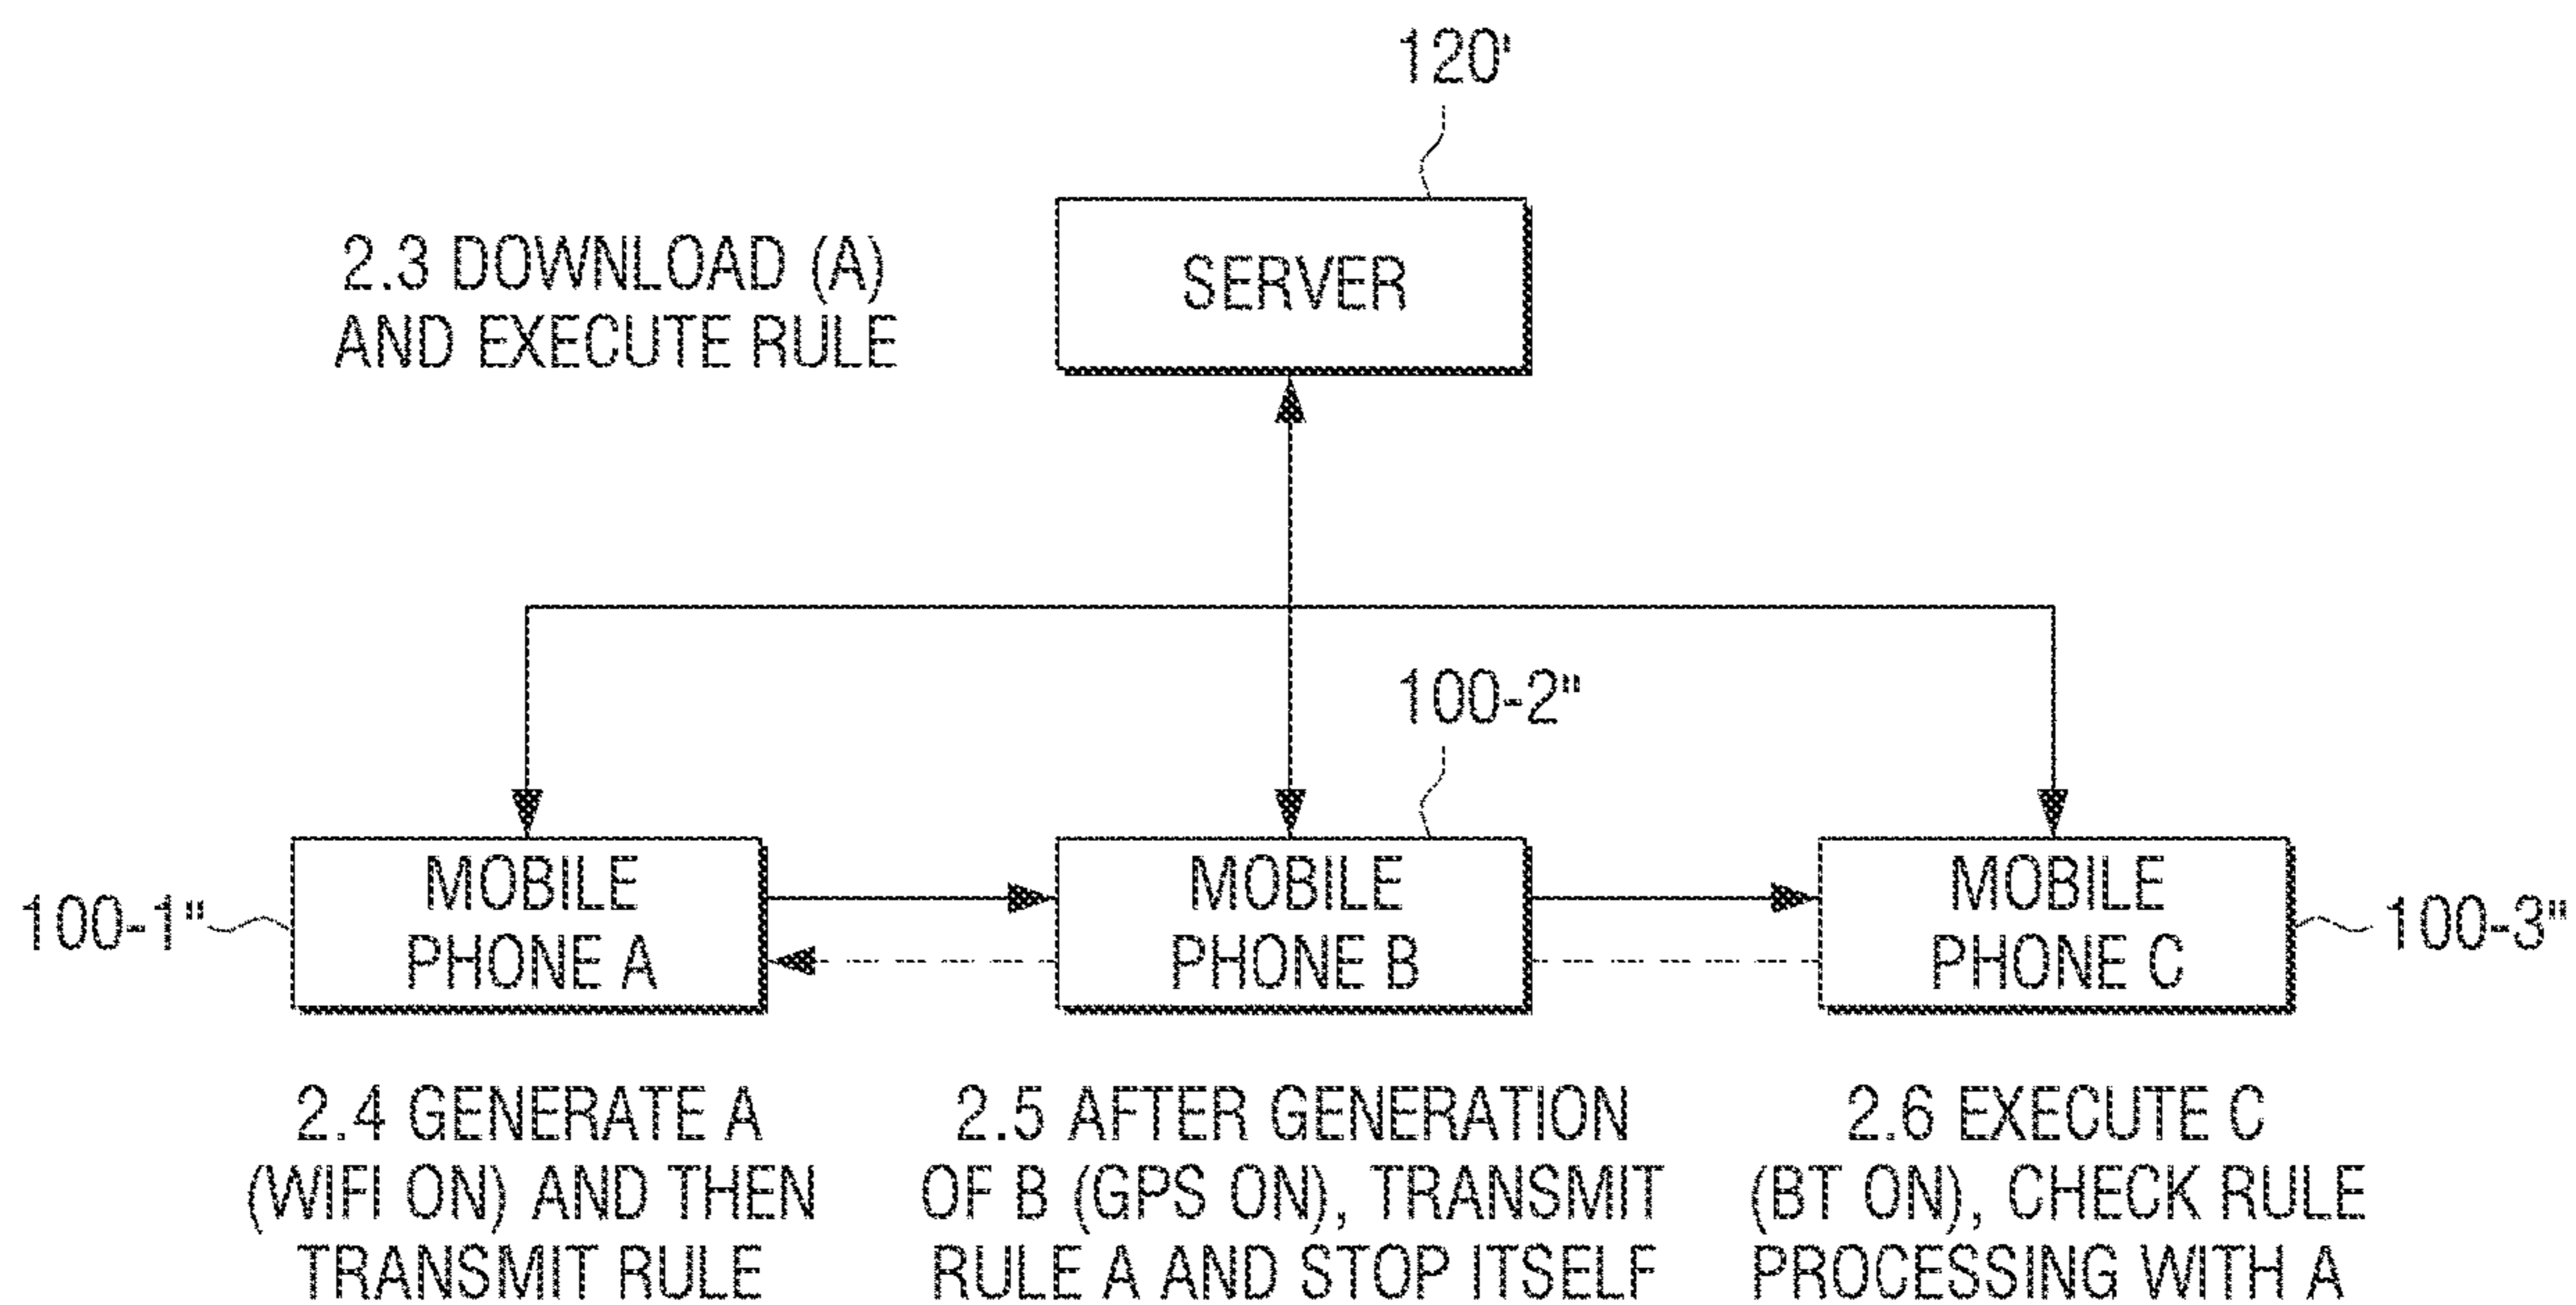 120'
2.3 DOWNLOAD (A)
AND EXECUTE RULE
SERVER
100-2"
100-1"
MOBILE
PHONE A
MOBILE
PHONE B
MOBILE
PHONE C
100-3"
2.4 GENERATE A
(WIFI ON) AND THEN
TRANSMIT RULE
2.5 AFTER GENERATION
OF B (GPS ON), TRANSMIT
RULE A AND STOP ITSELF
2.6 EXECUTE C
(BT ON), CHECK RULE
PROCESSING WITH A